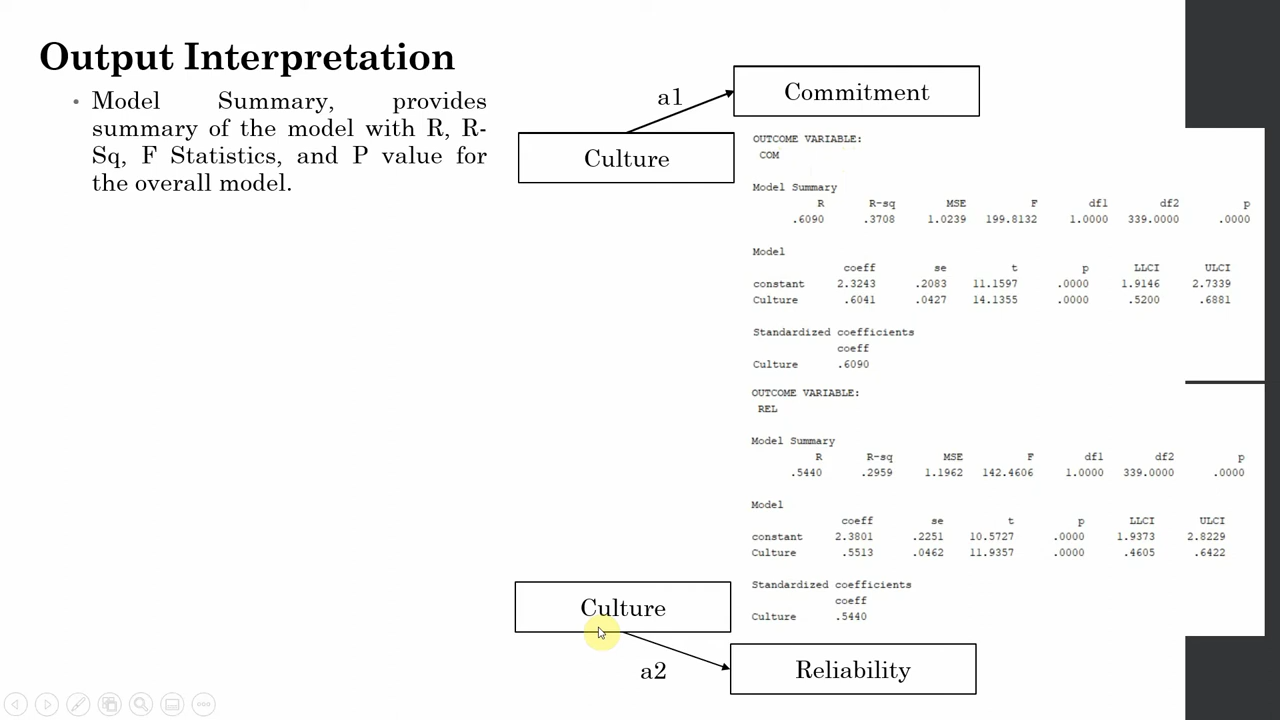 Output Interpretation
• Model Summary, provides
summary of the model with R, R-
Sq, F Statistics, and P value for
the overall model.
a1
Commitment
Culture
OUTCOME VARIABLE:
COM
Model Summary
R R-sq MSE F df1 df2 p
.6090 .3708 1.0239 199.8132 1.0000 339.0000 .0000
Model
coeff se t p LLCI ULCI
constant 2.3243 .2083 11.1597 .0000 1.9146 2.7339
Culture .6041 .0427 14.1355 .0000 .5200 .6881
Standardized coefficients
coeff
Culture .6090
OUTCOME VARIABLE:
REL
Model Summary
R R-sq MSE F df1 df2 p
.5440 .2959 1.1962 142.4606 1.0000 339.0000 .0000
Model
coeff se t p LLCI ULCI
constant 2.3801 .2251 10.5727 .0000 1.9373 2.8229
Culture .5513 .0462 11.9357 .0000 .4605 .6422
Standardized coefficients
coeff
Culture .5440
Culture
a2
Reliability